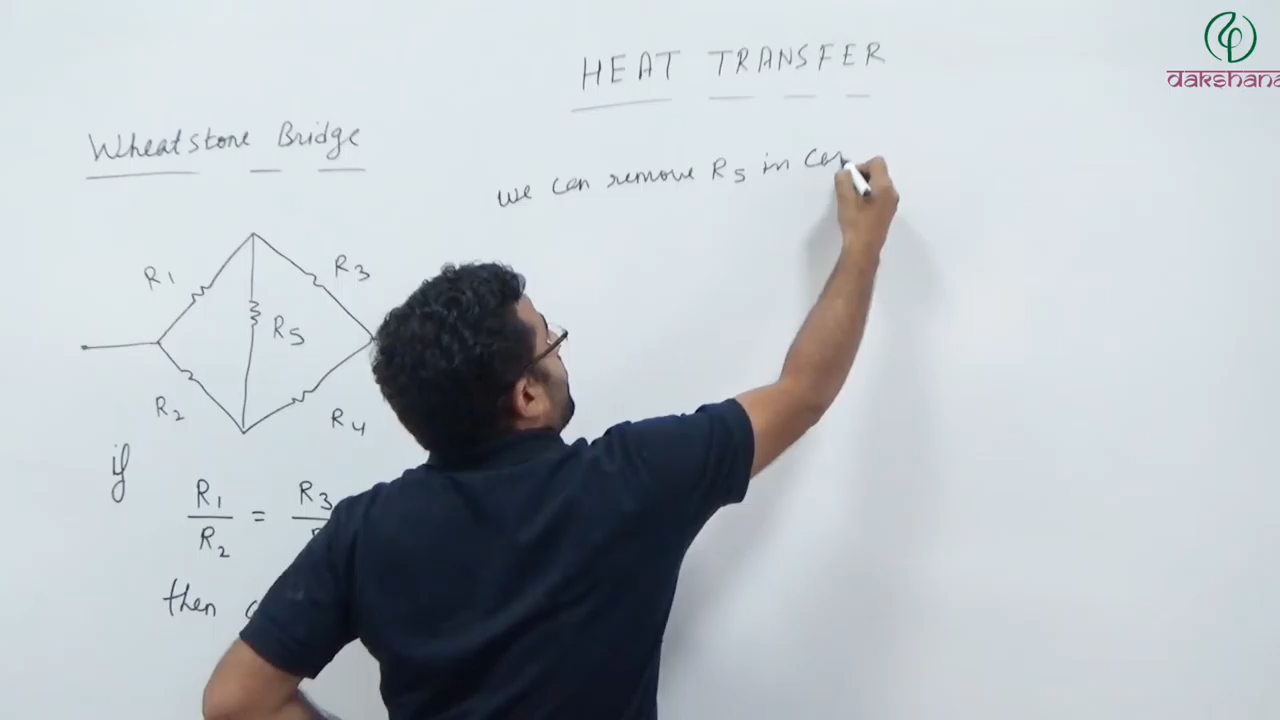 HEAT TRANSFER
dakshana
Wheatstone Bridge
we can remove R5 in
R1
R3
R5
R2
R4
if
R1 = R3
R2
then